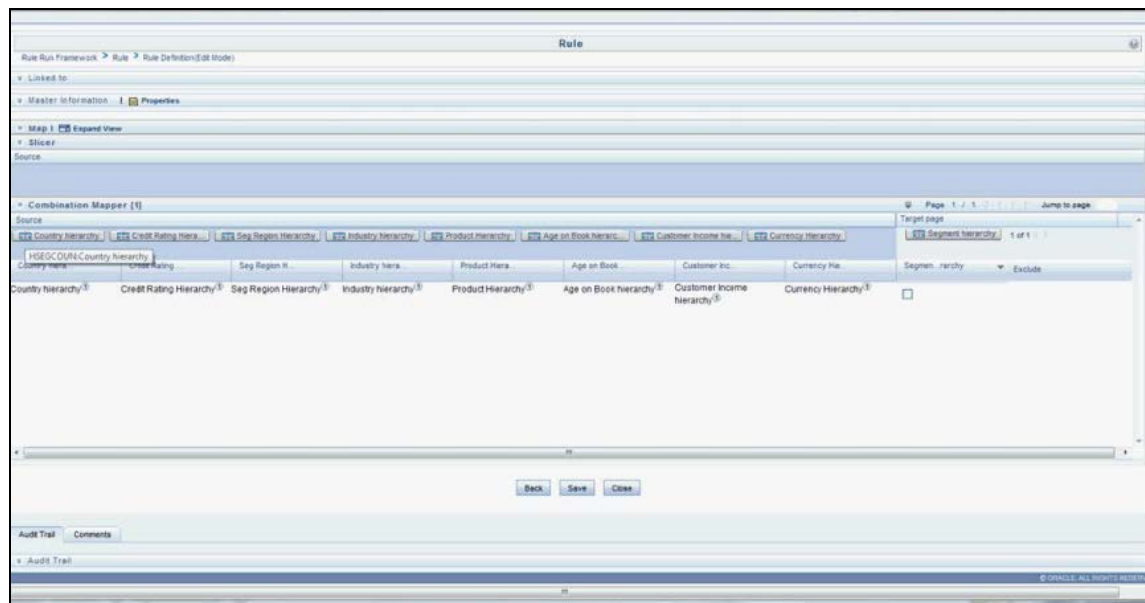 Rule
Rule Run Framework > Rule > Rule Definition(Edit Mode)
Linked to
Master Information | Properties
Map | Expand View
Slicer
Source
Combination Mapper [1] Page 1 / 1 Jump to page
Source Target page
Country hierarchy Credit Rating Hiera... Seg Region Hierarchy Industry hierarchy Product Hierarchy Age on Book hierarc... Customer Income hie... Currency Hierarchy Segment hierarchy 1 of 1
HSEGCOUN:Country hierarchy
Country hiera... Credit Rating... Seg Region H... Industry hiera... Product Hiera... Age on Book... Customer Inc... Currency Hie... Segmen...rarchy Exclude
Country hierarchy Credit Rating Hierarchy Seg Region Hierarchy Industry hierarchy Product Hierarchy Age on Book hierarchy Customer Income Currency Hierarchy
hierarchy
Back Save Close
Audit Trail Comments
Audit Trail
© ORACLE, ALL RIGHTS RESERV